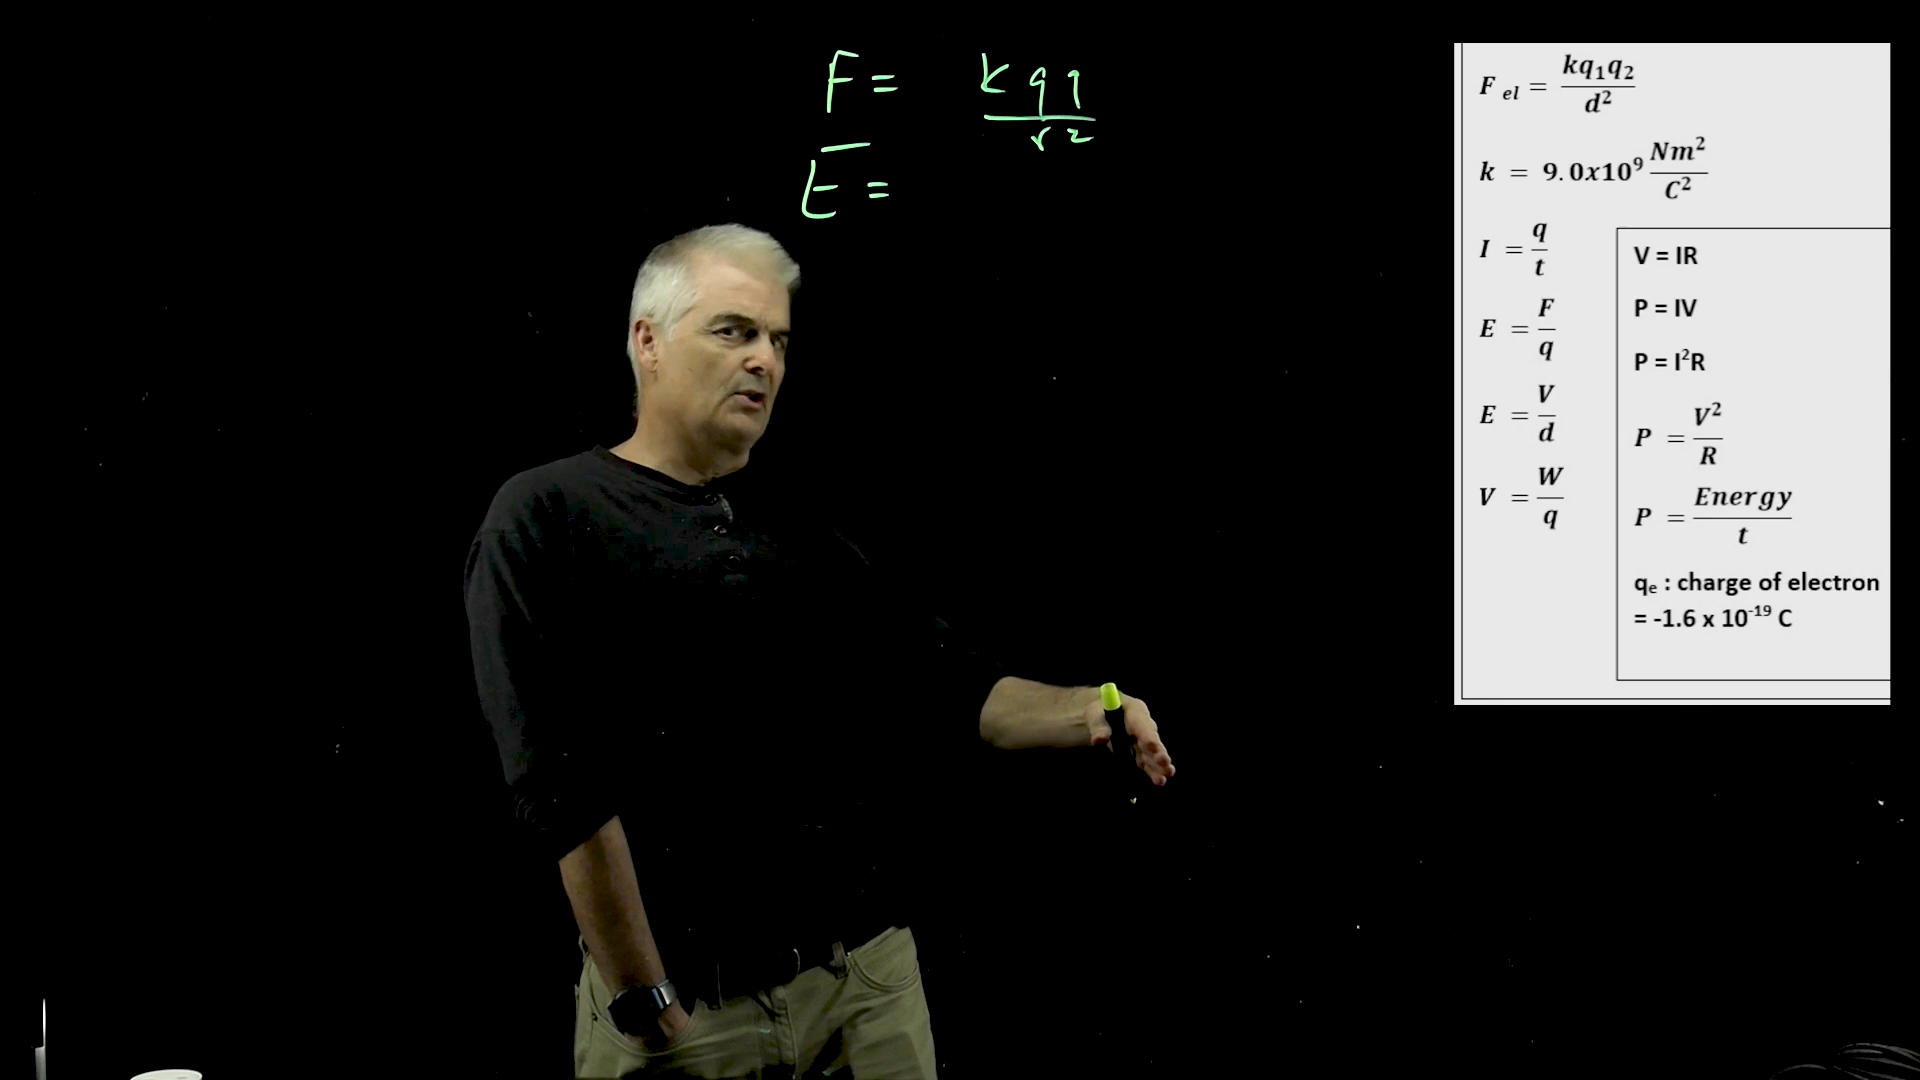 F = kqq/r²
E =
F el = kq₁q₂/d²
k = 9.0x10⁹ Nm²/C²
I = q/t
E = F/q
E = V/d
V = W/q
V = IR
P = IV
P = I²R
P = V²/R
P = Energy/t
qₑ : charge of electron
= -1.6 x 10⁻¹⁹ C